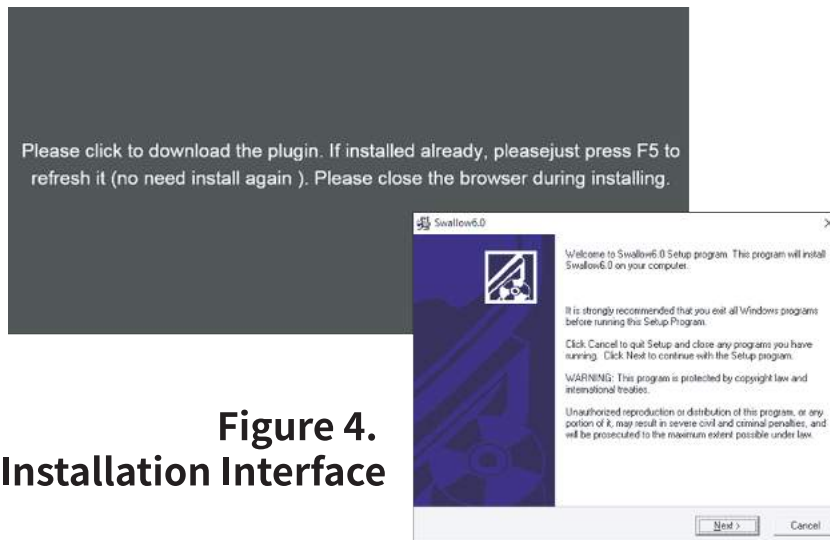 Please click to download the plugin. If installed already, pleasejust press F5 to
refresh it (no need install again ). Please close the browser during installing.
Swallow6.0
Welcome to Swallow6.0 Setup program. This program will install
Swallow6.0 on your computer.
It is strongly recommended that you exit all Windows programs
before running this Setup Program.
Click Cancel to quit Setup and close any programs you have
running. Click Next to continue with the Setup program.
WARNING: This program is protected by copyright law and
international treaties.
Unauthorized reproduction or distribution of this program, or any
portion of it, may result in severe civil and criminal penalties, and
will be prosecuted to the maximum extent possible under law.
Next >
Cancel
Figure 4.
Installation Interface